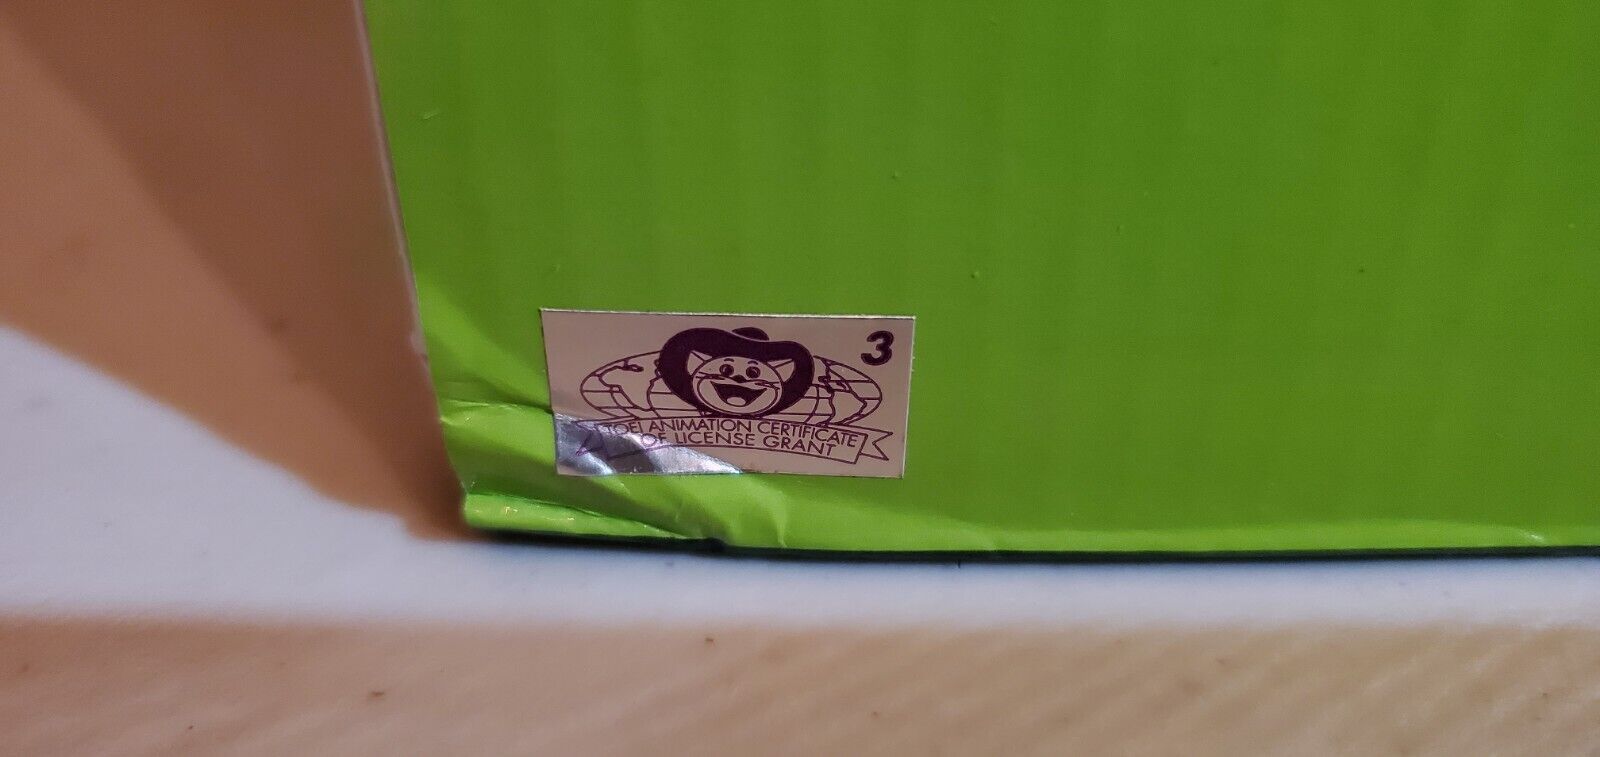 3
TOEI ANIMATION CERTIFICATE
OF LICENSE GRANT